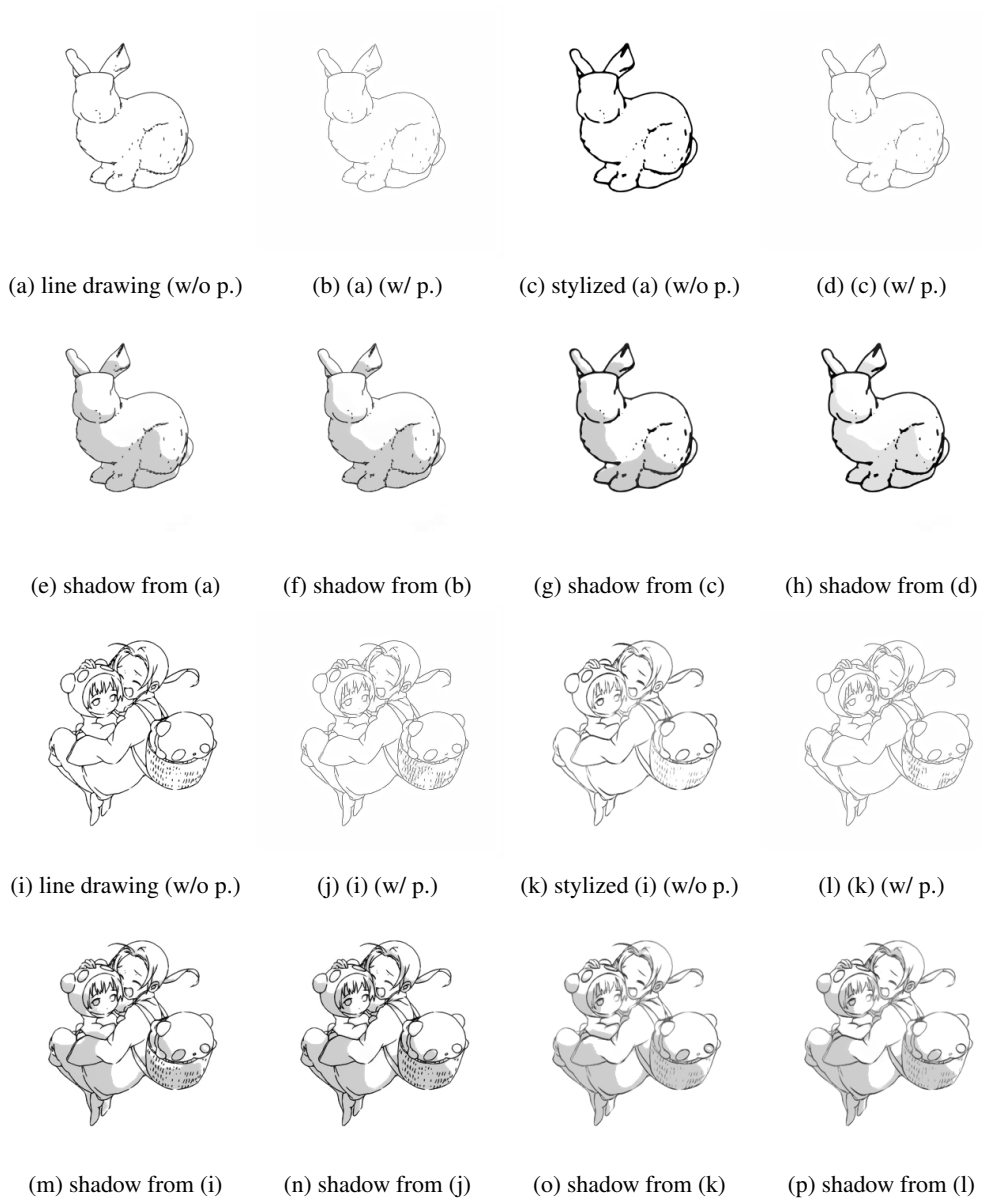 (a) line drawing (w/o p.) (b) (a) (w/ p.) (c) stylized (a) (w/o p.) (d) (c) (w/ p.)
(e) shadow from (a) (f) shadow from (b) (g) shadow from (c) (h) shadow from (d)
(i) line drawing (w/o p.) (j) (i) (w/ p.) (k) stylized (i) (w/o p.) (l) (k) (w/ p.)
(m) shadow from (i) (n) shadow from (j) (o) shadow from (k) (p) shadow from (l)